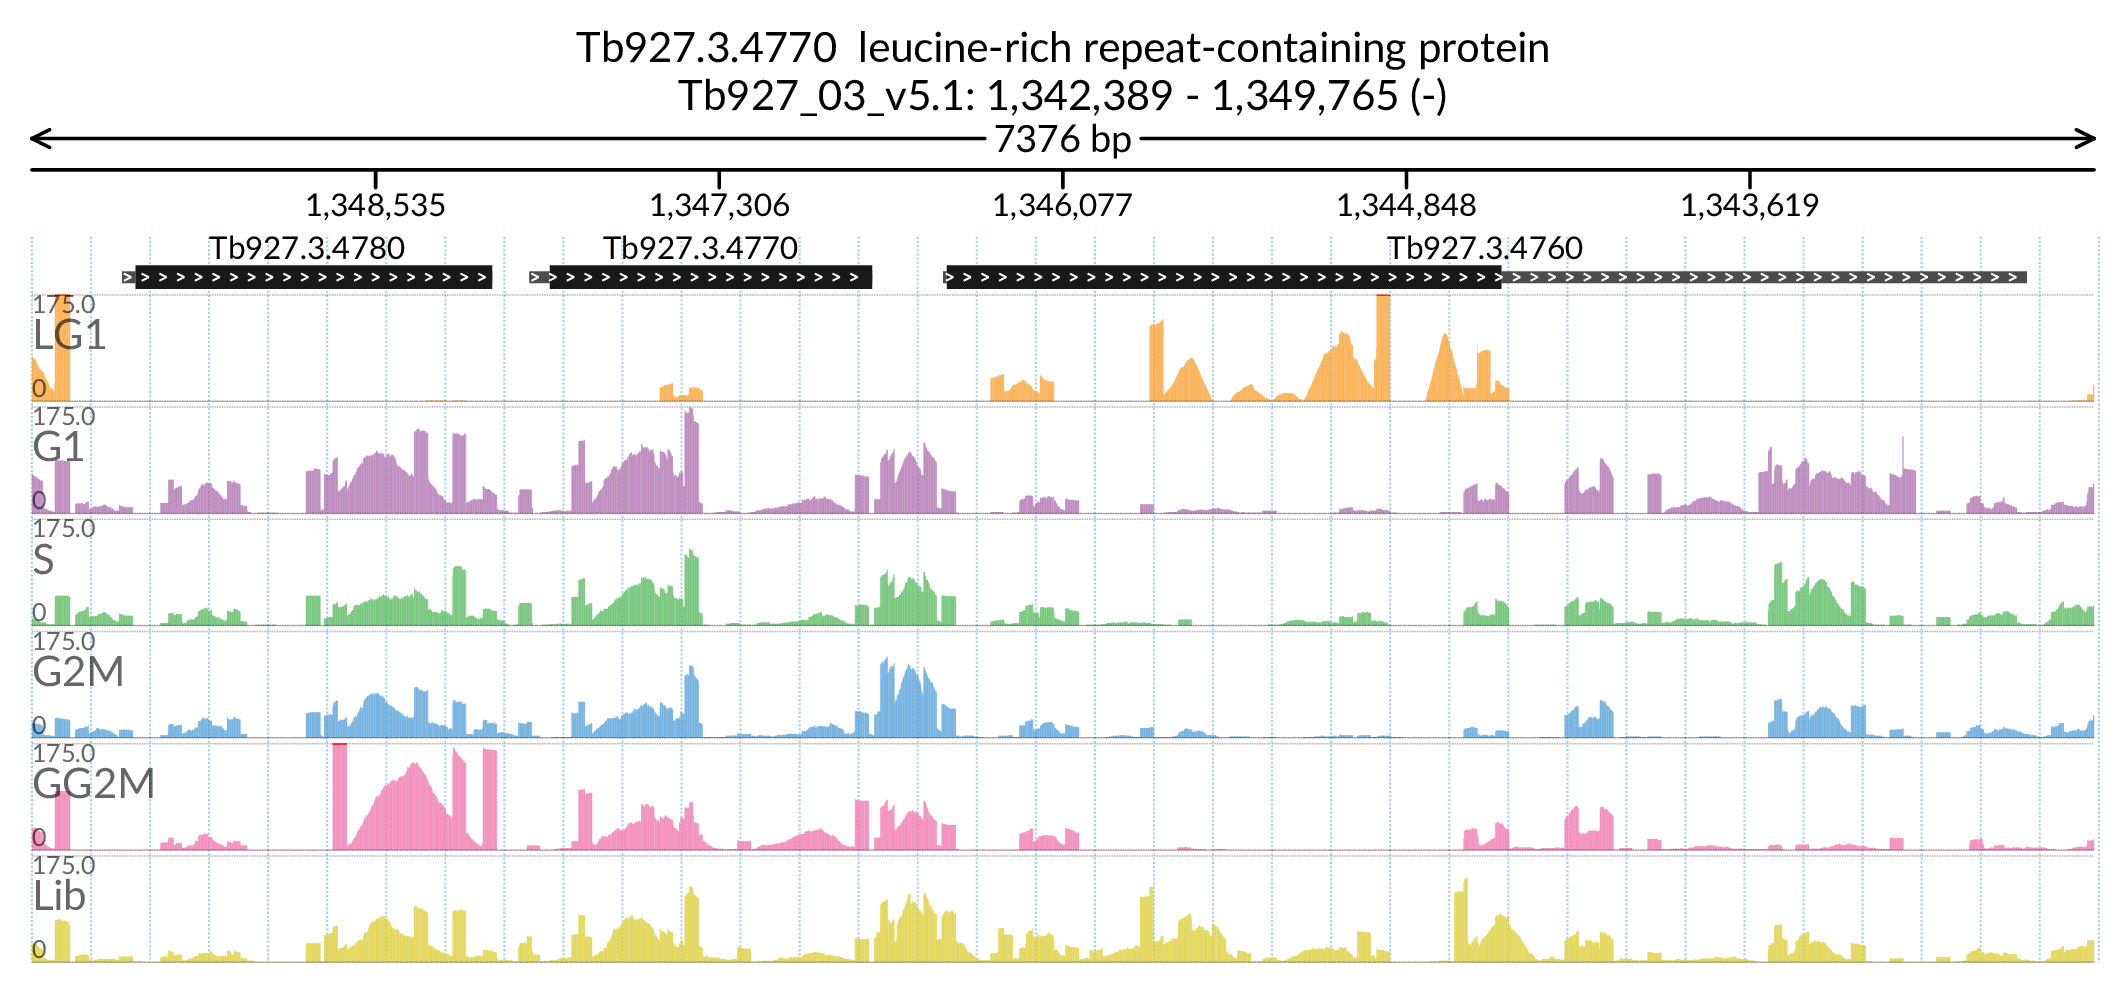 Tb927.3.4770 leucine-rich repeat-containing protein
Tb927_03_v5.1: 1,342,389 - 1,349,765 (-)
7376 bp
1,348,535 1,347,306 1,346,077 1,344,848 1,343,619
Tb927.3.4780 Tb927.3.4770 Tb927.3.4760
175.0
LG1
0
175.0
G1
0
175.0
S
0
175.0
G2M
0
175.0
GG2M
0
175.0
Lib
0